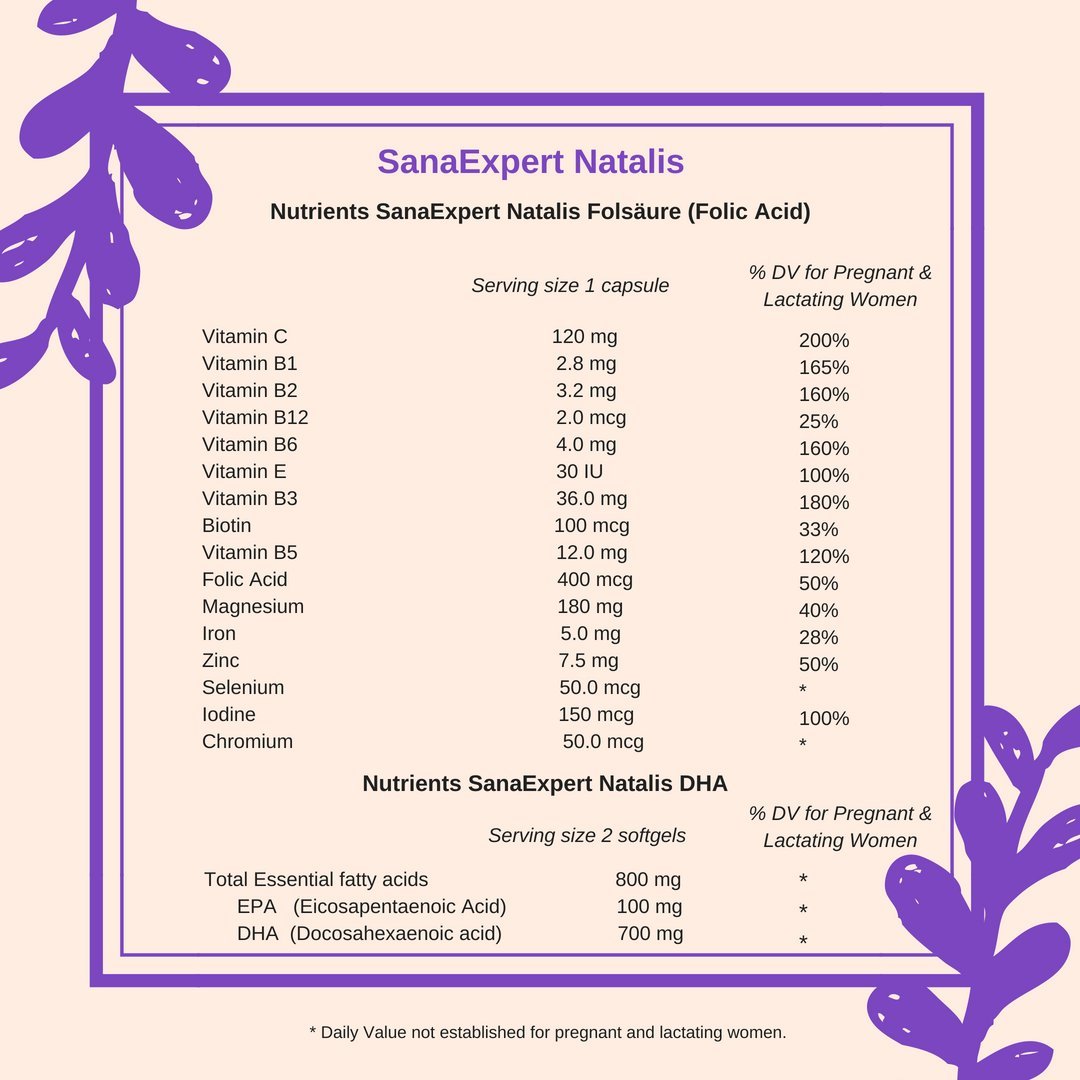 SanaExpert Natalis
Nutrients SanaExpert Natalis Folsäure (Folic Acid)
Serving size 1 capsule
% DV for Pregnant &
Lactating Women
Vitamin C 120 mg 200%
Vitamin B1 2.8 mg 165%
Vitamin B2 3.2 mg 160%
Vitamin B12 2.0 mcg 25%
Vitamin B6 4.0 mg 160%
Vitamin E 30 IU 100%
Vitamin B3 36.0 mg 180%
Biotin 100 mcg 33%
Vitamin B5 12.0 mg 120%
Folic Acid 400 mcg 50%
Magnesium 180 mg 40%
Iron 5.0 mg 28%
Zinc 7.5 mg 50%
Selenium 50.0 mcg *
Iodine 150 mcg 100%
Chromium 50.0 mcg *
Nutrients SanaExpert Natalis DHA
Serving size 2 softgels
% DV for Pregnant &
Lactating Women
Total Essential fatty acids 800 mg *
EPA (Eicosapentaenoic Acid) 100 mg *
DHA (Docosahexaenoic acid) 700 mg *
* Daily Value not established for pregnant and lactating women.